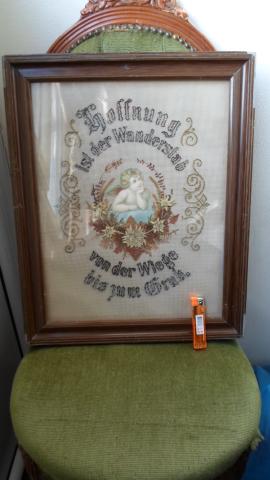 Hoffnung
ist der Wanderstab
von der Wiege
bis zum Grab.